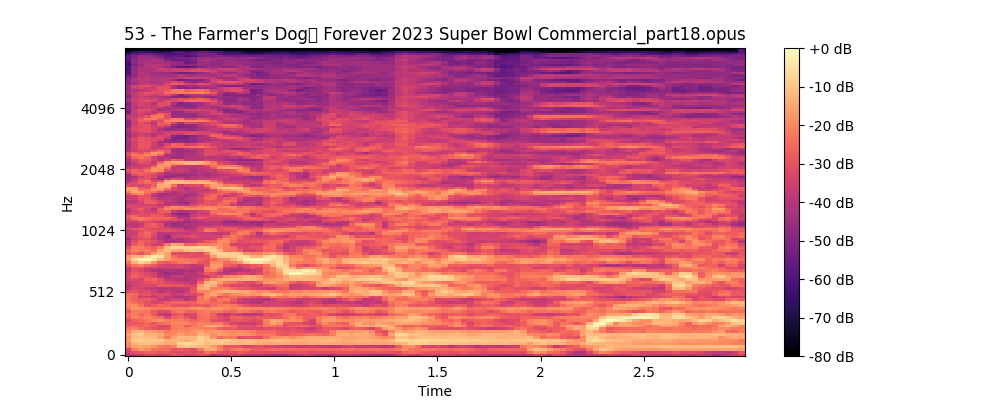 53 - The Farmer's Dog▯ Forever 2023 Super Bowl Commercial_part18.opus
Hz
4096
2048
1024
512
0
0
0.5
1
1.5
2
2.5
Time
+0 dB
-10 dB
-20 dB
-30 dB
-40 dB
-50 dB
-60 dB
-70 dB
-80 dB